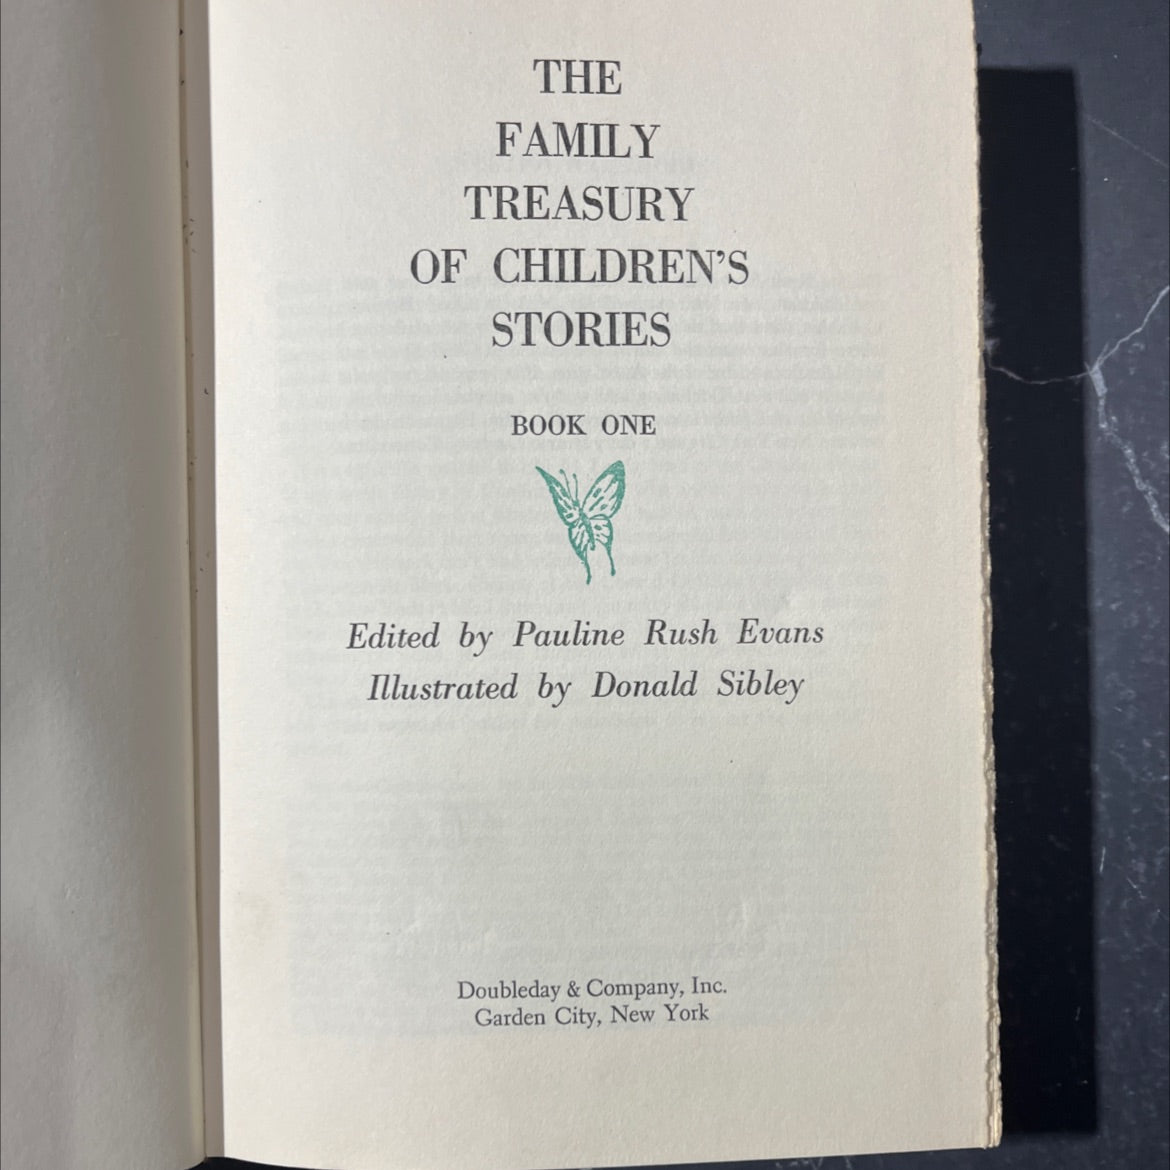 THE
FAMILY
TREASURY
OF CHILDREN'S
STORIES
BOOK ONE
Edited by Pauline Rush Evans
Illustrated by Donald Sibley
Doubleday & Company, Inc.
Garden City, New York